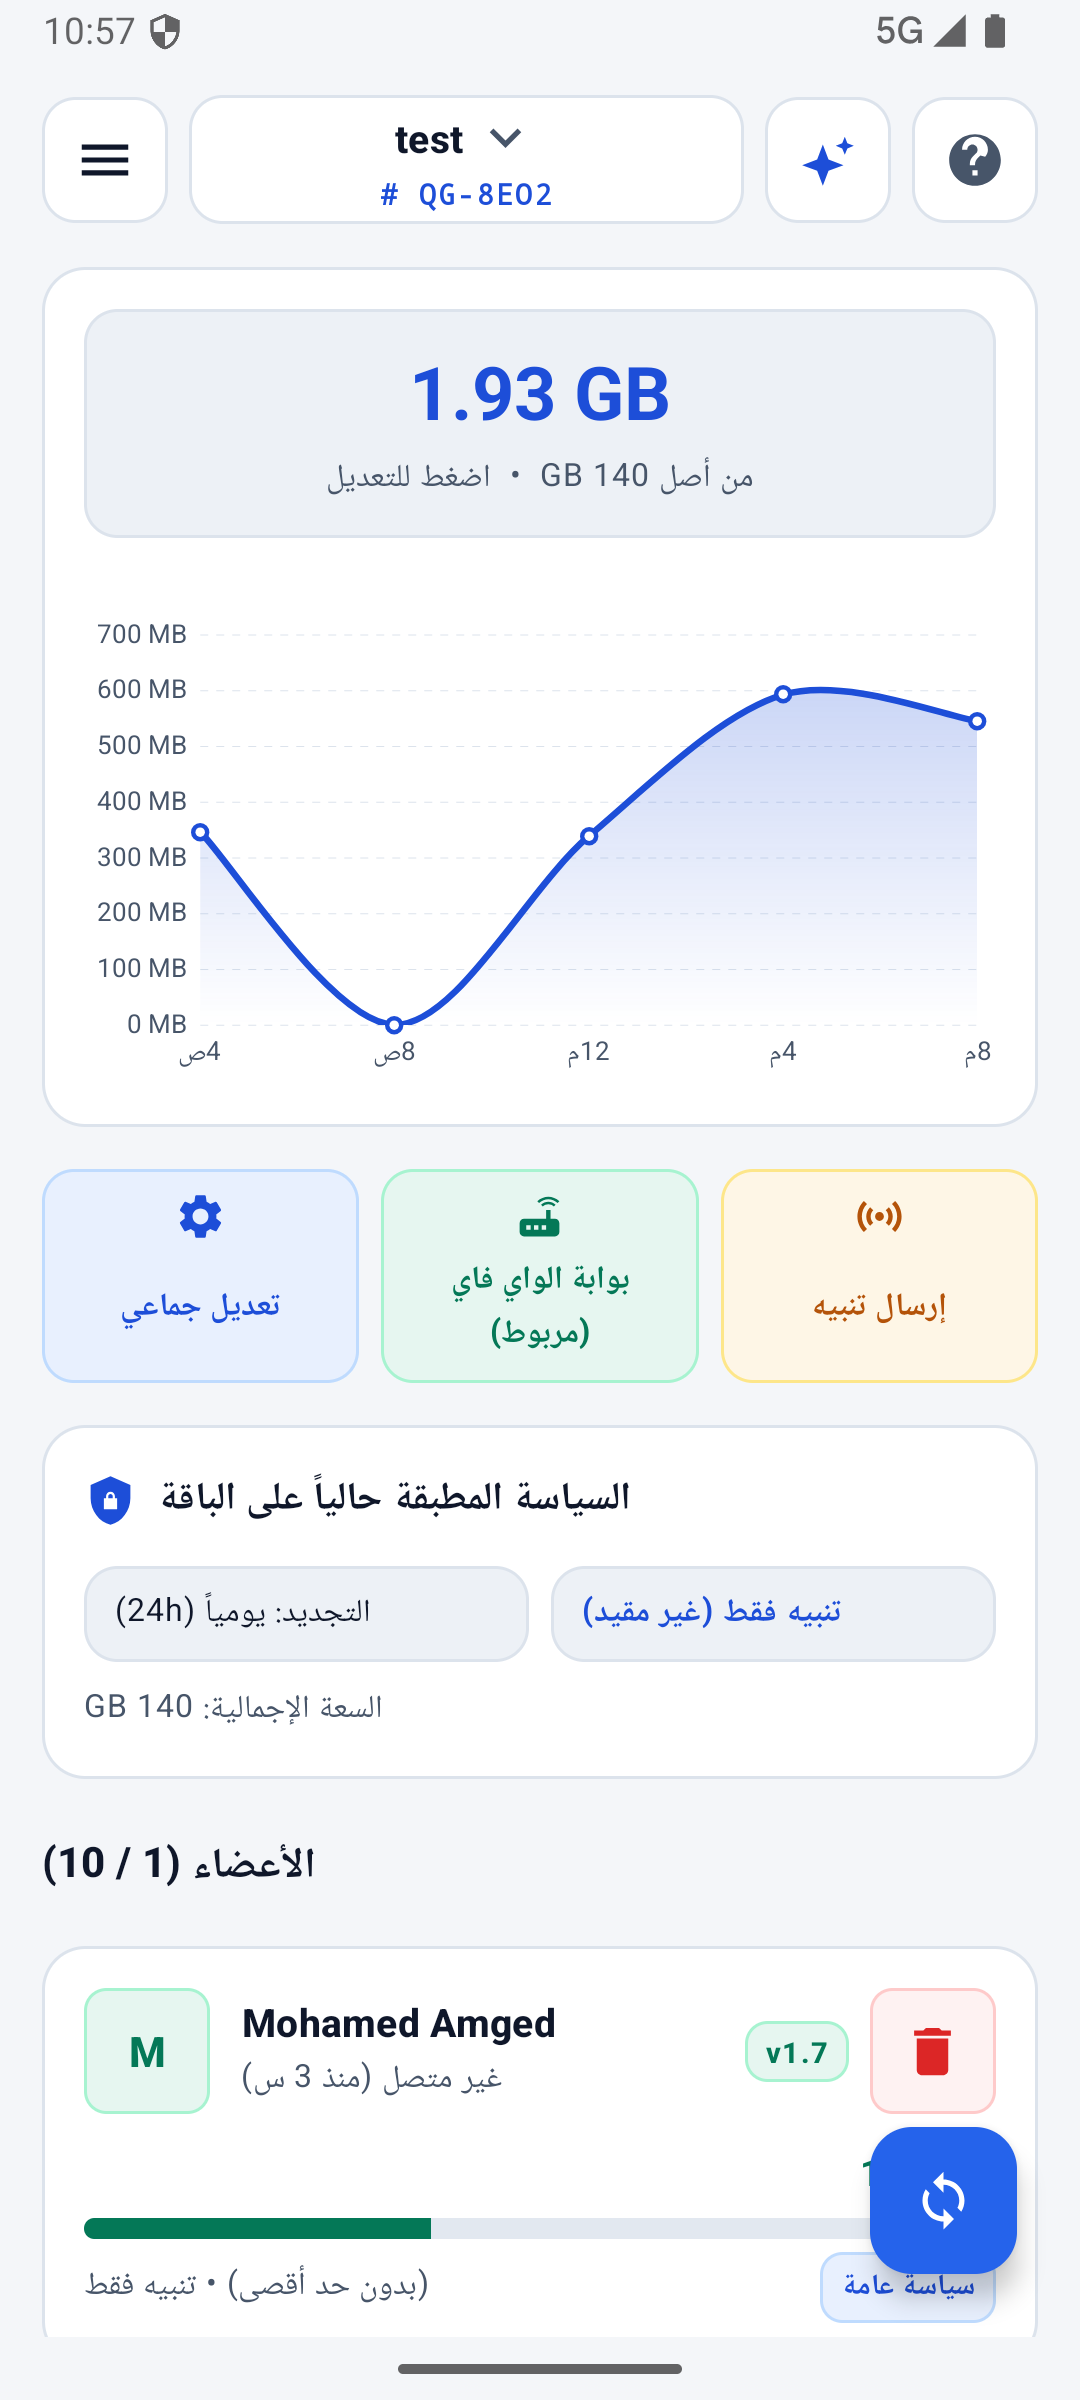 10:57
5G
test
# QG-8EO2
1.93 GB
من أصل 140 GB • اضغط للتعديل
700 MB
600 MB
500 MB
400 MB
300 MB
200 MB
100 MB
0 MB
4ص
8ص
12م
4م
8م
تعديل جماعي
بوابة الواي فاي
(مربوط)
إرسال تنبيه
السياسة المطبقة حالياً على الباقة
التجديد: يومياً (24h)
تنبيه فقط (غير مقيد)
السعة الإجمالية: 140 GB
الأعضاء (1 / 10)
M
Mohamed Amged
غير متصل (منذ 3 س)
v1.7
(بدون حد أقصى) • تنبيه فقط
سياسة عامة